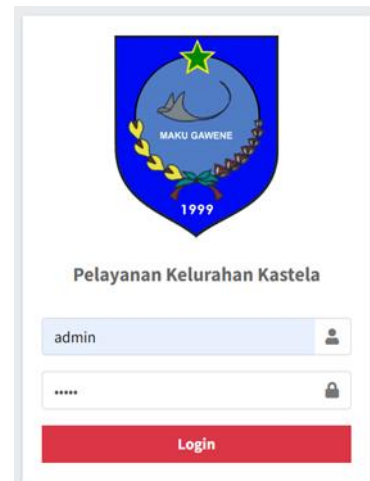 MAKU GAWENE
1999
Pelayanan Kelurahan Kastela
admin
•••••
Login